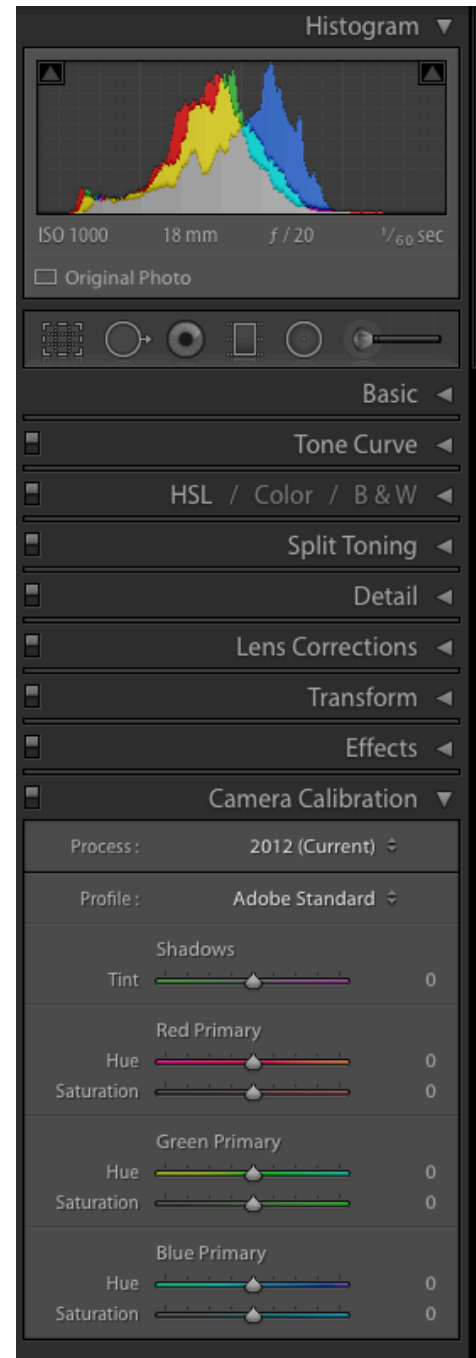 Histogram
ISO 1000 18 mm ƒ / 20 1/60 sec
Original Photo
Basic
Tone Curve
HSL / Color / B & W
Split Toning
Detail
Lens Corrections
Transform
Effects
Camera Calibration
Process : 2012 (Current)
Profile : Adobe Standard
Shadows
Tint 0
Red Primary
Hue 0
Saturation 0
Green Primary
Hue 0
Saturation 0
Blue Primary
Hue 0
Saturation 0